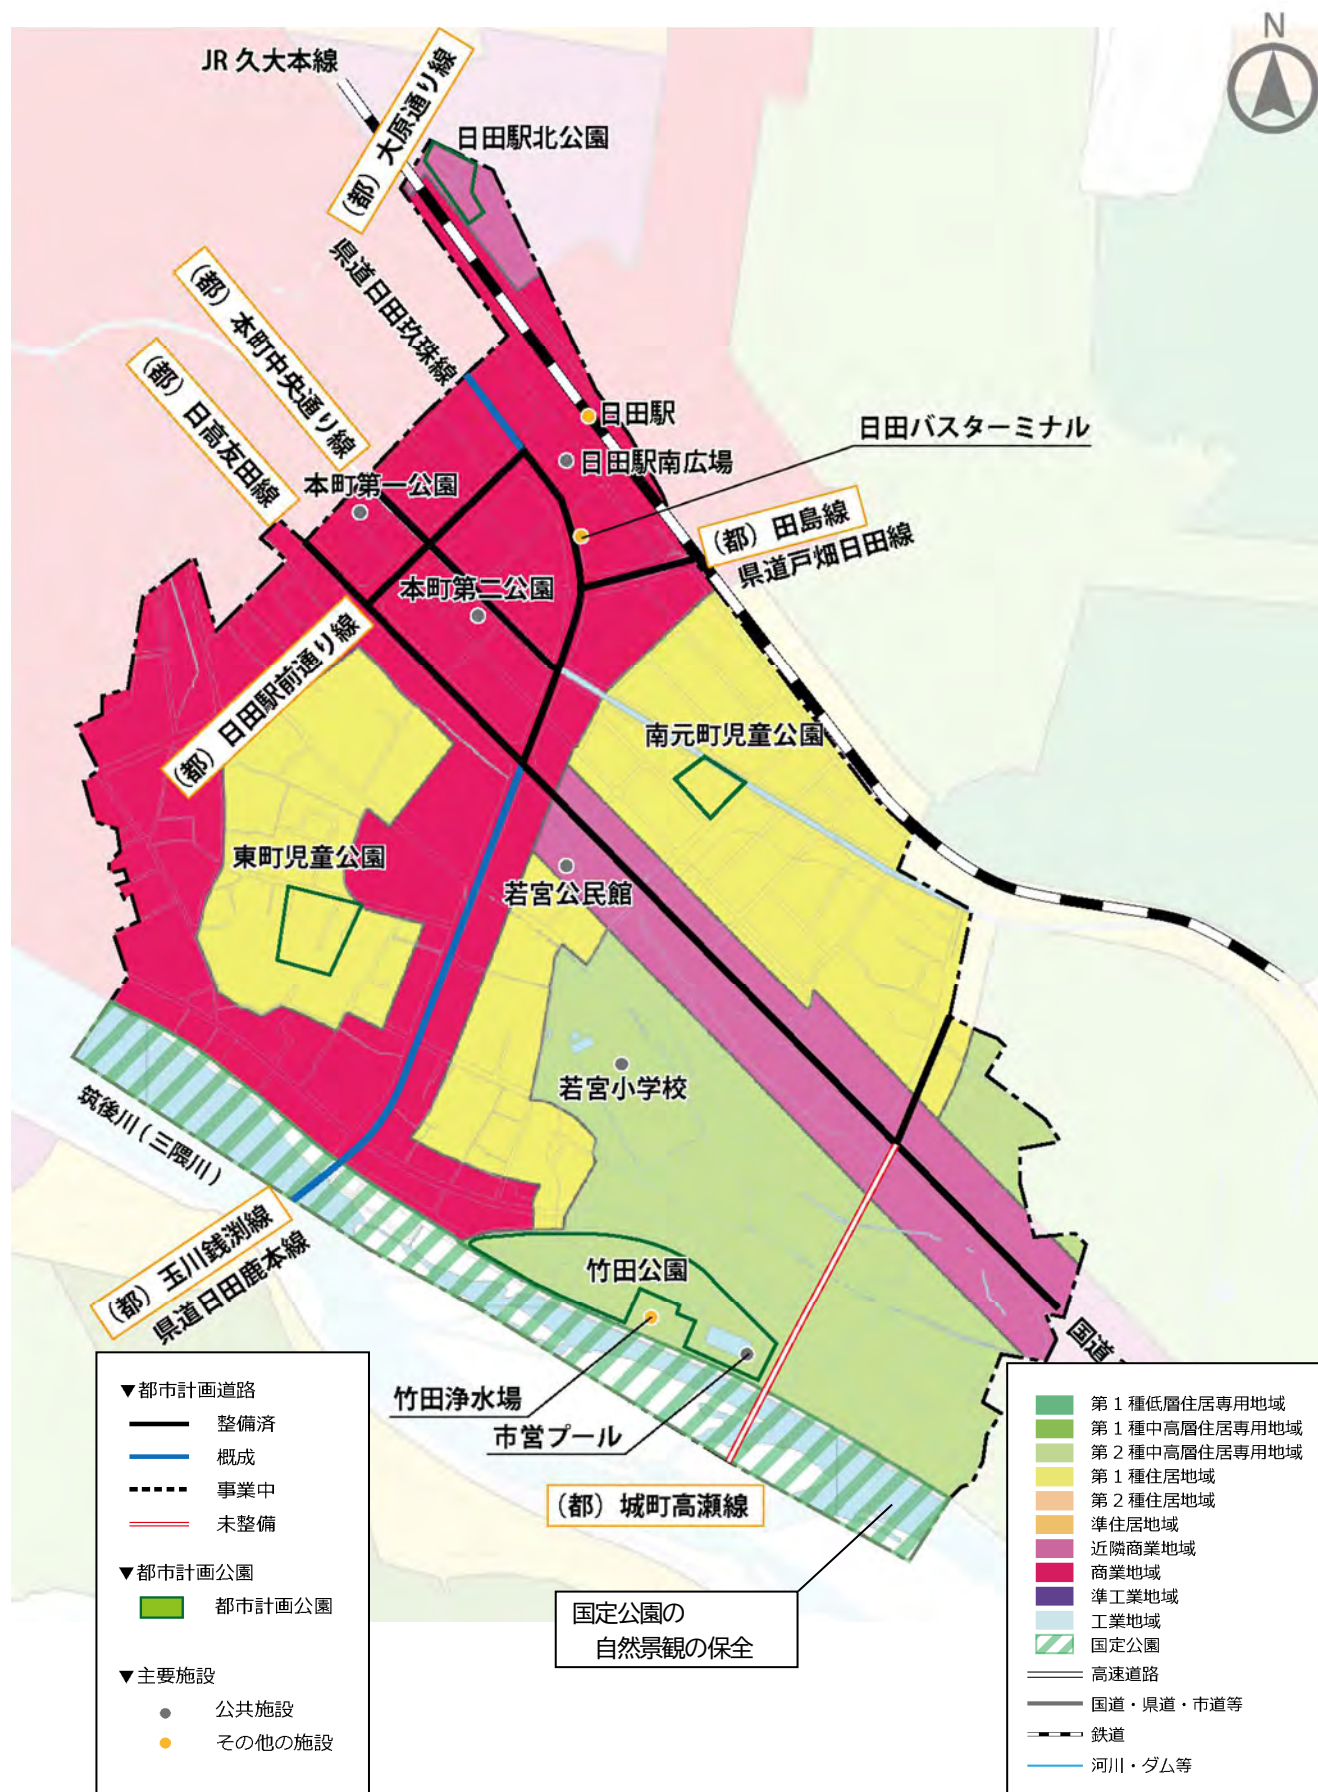 N
JR 久大本線
(都) 大原通り線
日田駅北公園
県道日田玖珠線
(都) 本町中央通り線
(都) 日高友田線
日田駅
日田バスターミナル
日田駅南広場
本町第一公園
(都) 田島線
県道戸畑日田線
本町第二公園
(都) 日田駅前通り線
南元町児童公園
東町児童公園
若宮公民館
若宮小学校
筑後川(三隈川)
(都) 玉川銭渕線
県道日田鹿本線
竹田公園
国道
竹田浄水場
市営プール
(都) 城町高瀬線
国定公園の
自然景観の保全
▼都市計画道路
整備済
概成
事業中
未整備
▼都市計画公園
都市計画公園
▼主要施設
公共施設
その他の施設
第1種低層住居専用地域
第1種中高層住居専用地域
第2種中高層住居専用地域
第1種住居地域
第2種住居地域
準住居地域
近隣商業地域
商業地域
準工業地域
工業地域
国定公園
高速道路
国道・県道・市道等
鉄道
河川・ダム等